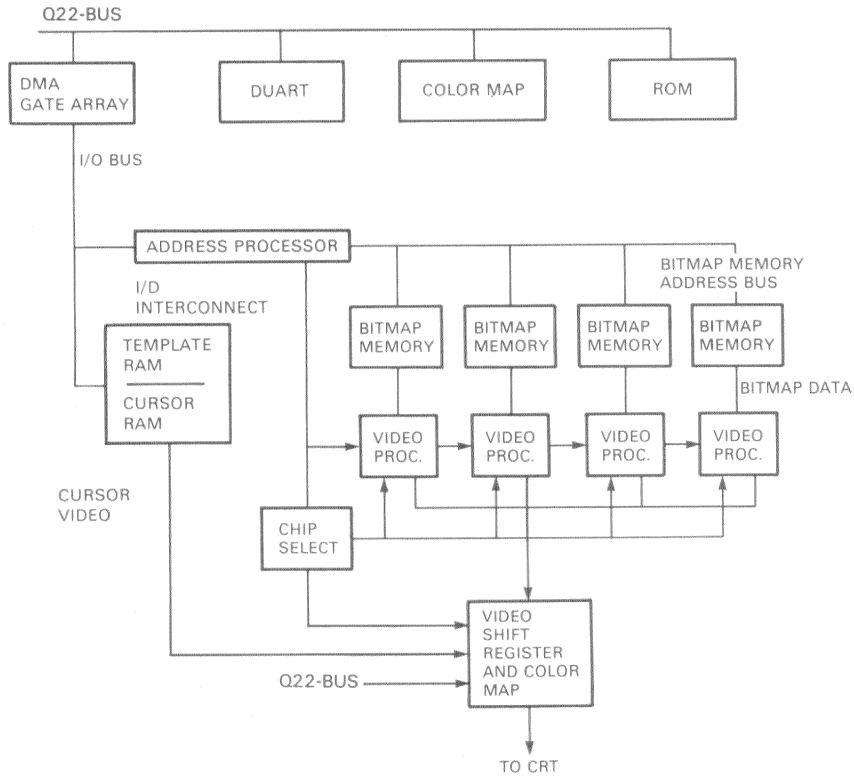 Q22-BUS
DMA
GATE ARRAY
DUART
COLOR MAP
ROM
I/O BUS
ADDRESS PROCESSOR
BITMAP MEMORY
ADDRESS BUS
I/D
INTERCONNECT
TEMPLATE
RAM
CURSOR
RAM
BITMAP
MEMORY
BITMAP
MEMORY
BITMAP
MEMORY
BITMAP
MEMORY
BITMAP DATA
VIDEO
PROC.
VIDEO
PROC.
VIDEO
PROC.
VIDEO
PROC.
CURSOR
VIDEO
CHIP
SELECT
VIDEO
SHIFT
REGISTER
AND COLOR
MAP
Q22-BUS
TO CRT